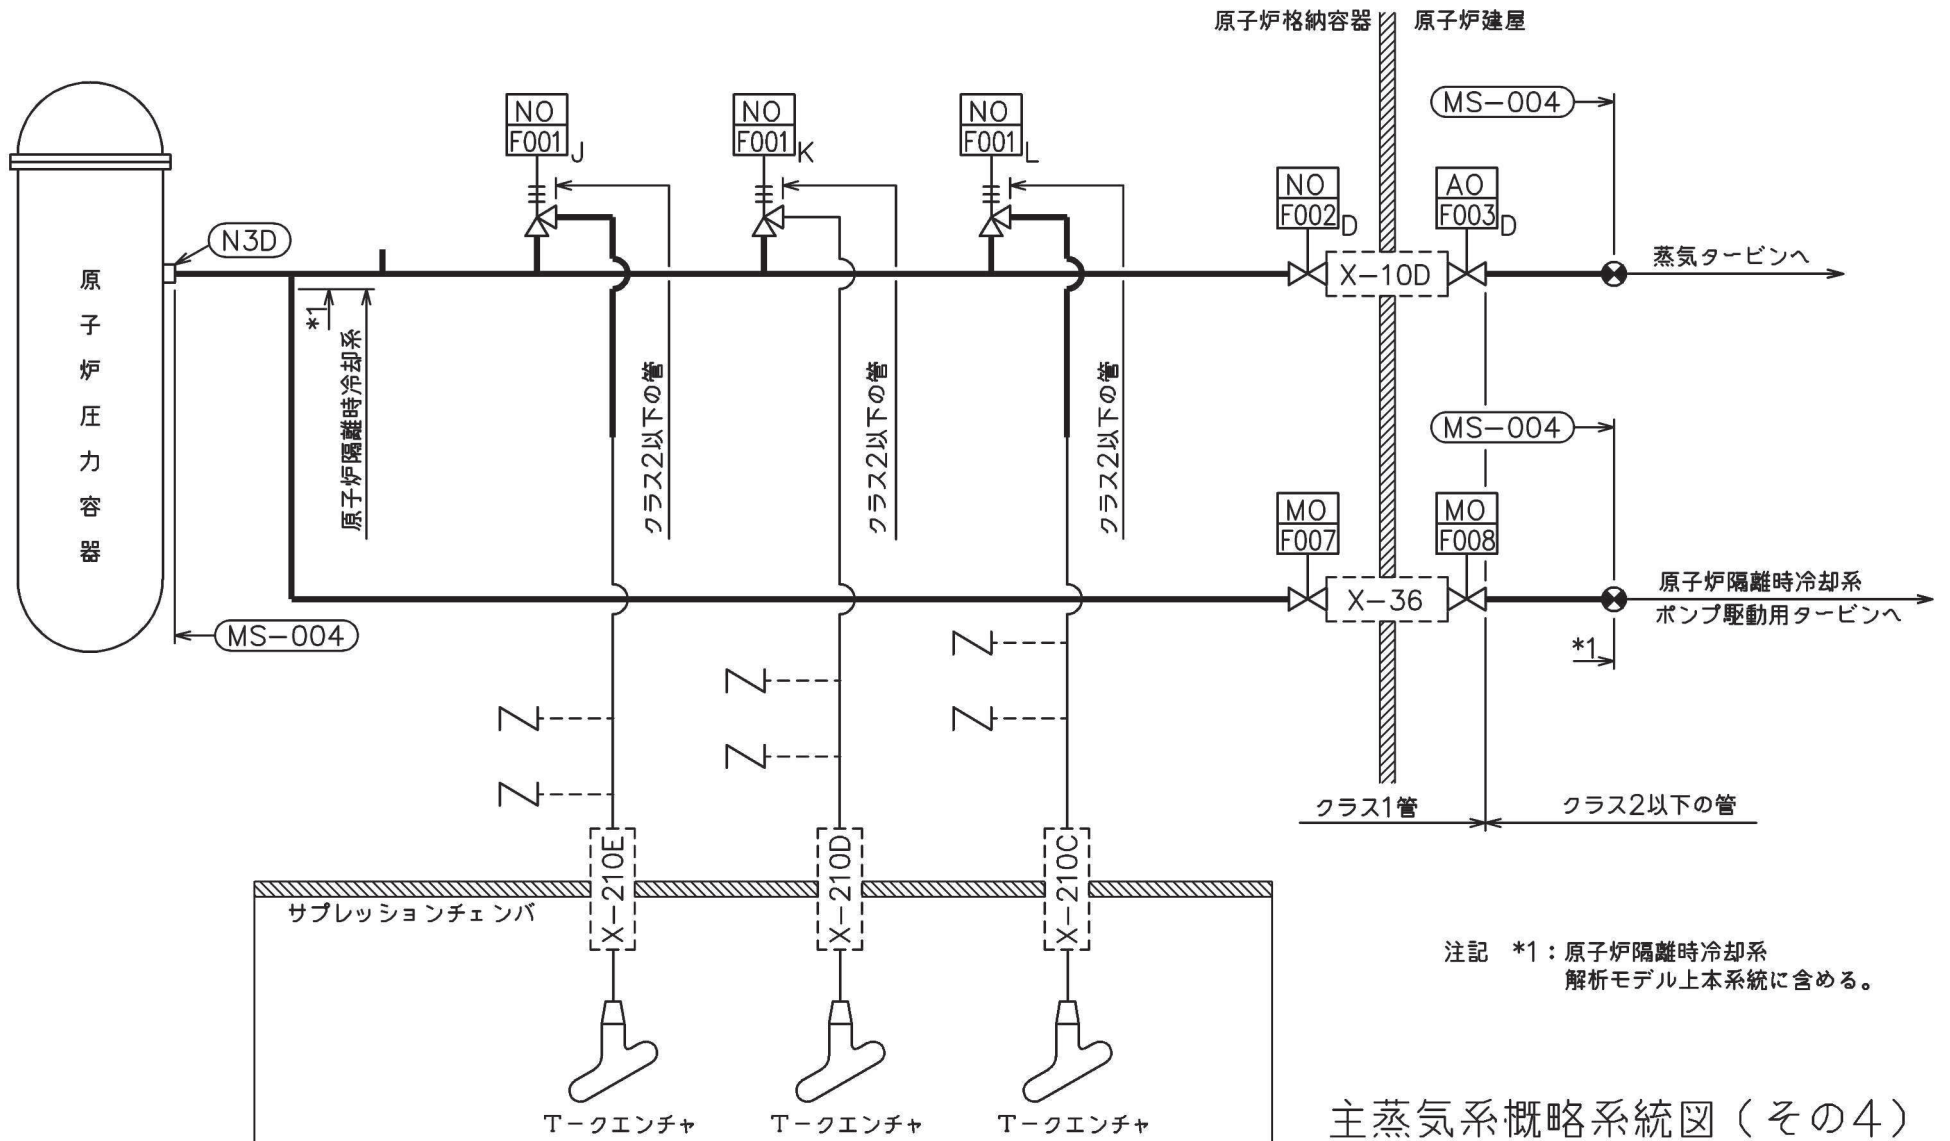 原子炉格納容器
原子炉建屋
NO
F001
J
NO
F001
K
NO
F001
L
MS-004
NO
F002
D
AO
F003
D
N3D
X-10D
蒸気タービンへ
原子炉圧力容器
*1
原子炉隔離時冷却系
クラス2以下の管
クラス2以下の管
クラス2以下の管
MS-004
MO
F007
MO
F008
X-36
原子炉隔離時冷却系
ポンプ駆動用タービンへ
MS-004
*1
クラス1管
クラス2以下の管
X-210E
X-210D
X-210C
サプレッションチェンバ
注記 *1:原子炉隔離時冷却系
解析モデル上本系統に含める。
T-クエンチャ
T-クエンチャ
T-クエンチャ
主蒸気系概略系統図(その4)